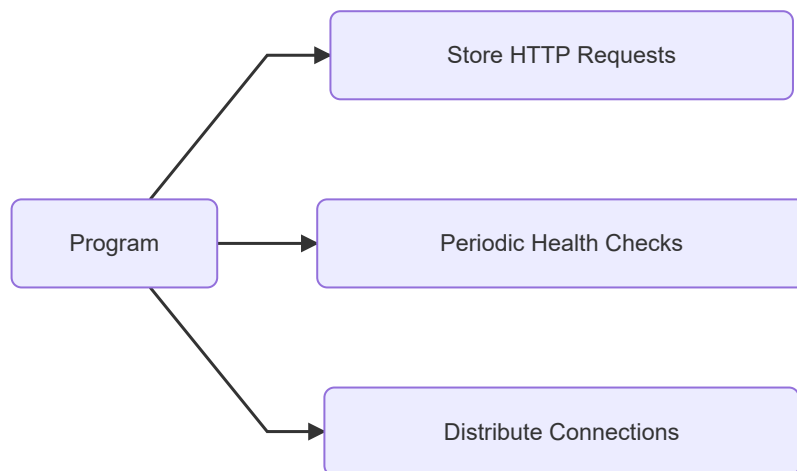 Store HTTP Requests
Program
Periodic Health Checks
Distribute Connections